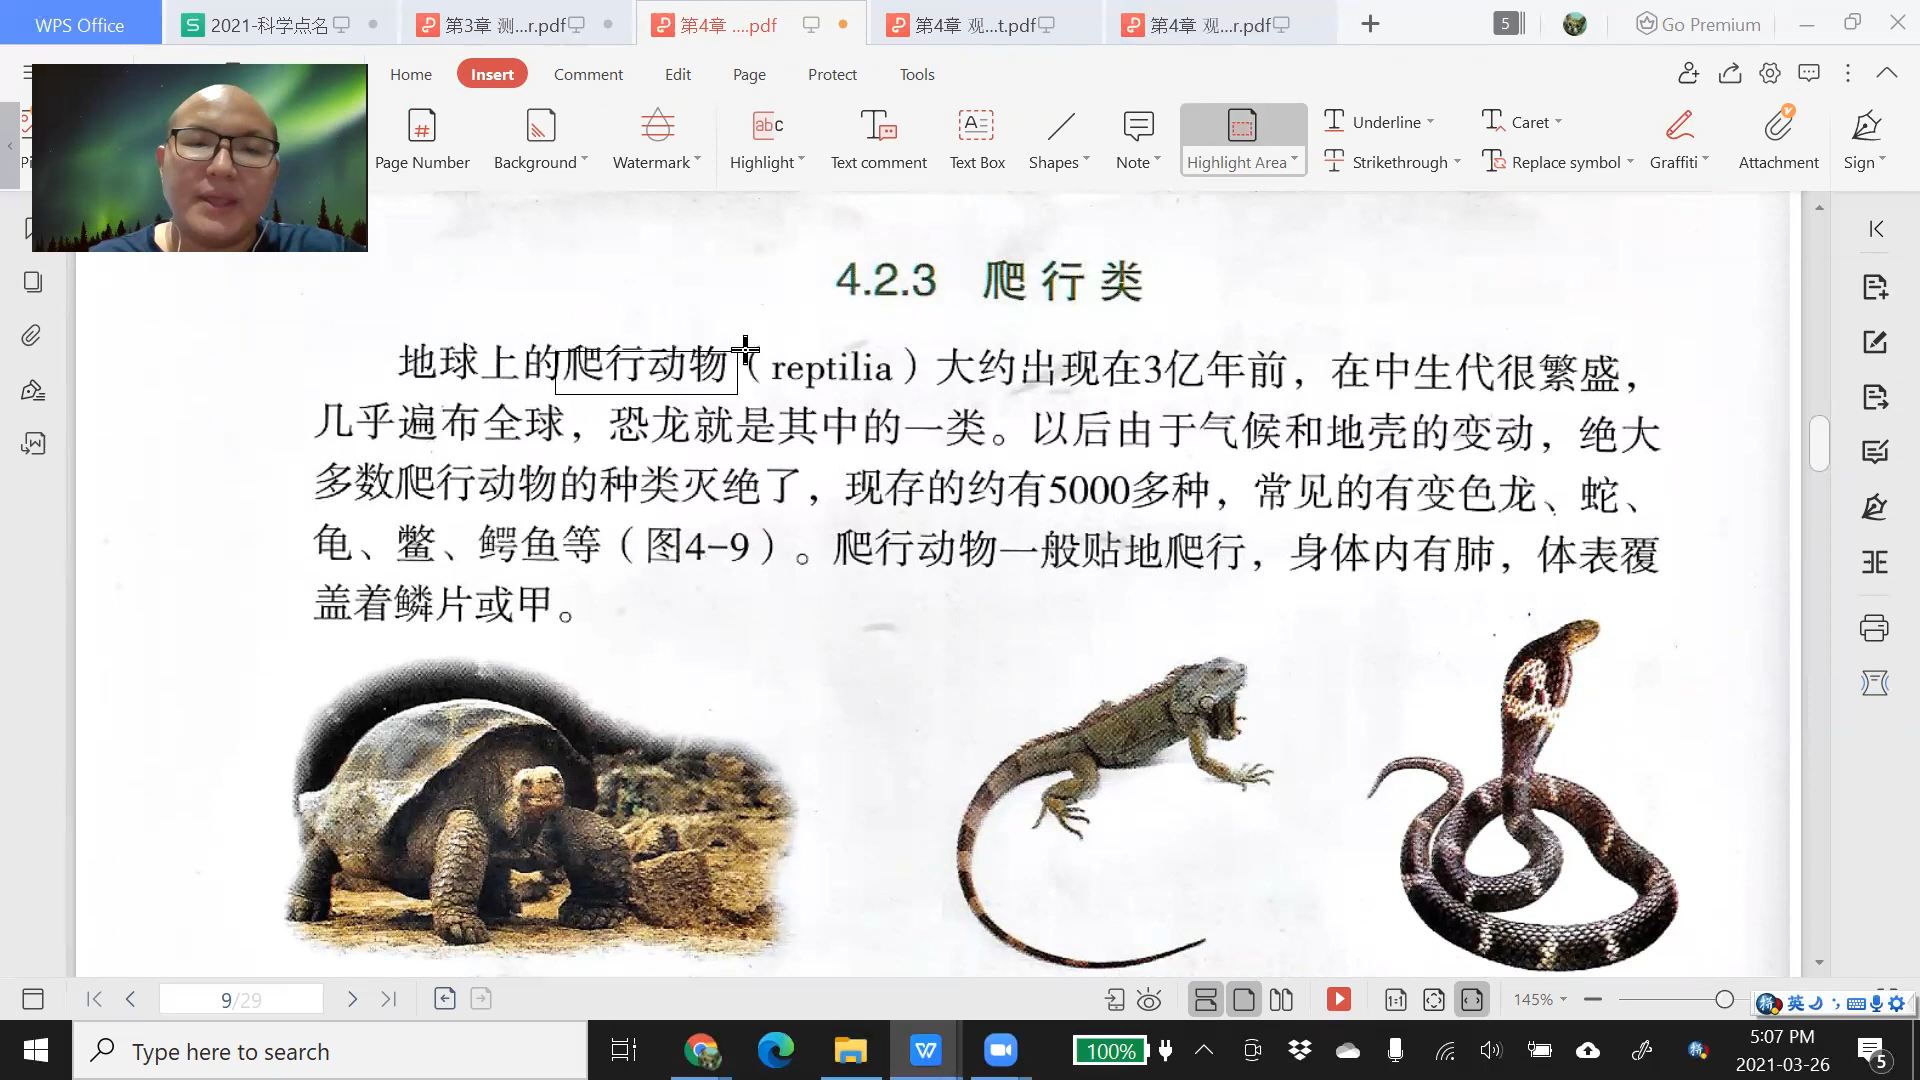 WPS Office
2021-科学点名
第3章 测...r.pdf
第4章 ....pdf
第4章 观...t.pdf
第4章 观...r.pdf
5
Go Premium
Home
Insert
Comment
Edit
Page
Protect
Tools
Page Number
Background
Watermark
Highlight
Text comment
Text Box
Shapes
Note
Highlight Area
Underline
Strikethrough
Caret
Replace symbol
Graffiti
Attachment
Sign
4.2.3 爬行类
地球上的爬行动物（reptilia）大约出现在3亿年前，在中生代很繁盛，
几乎遍布全球，恐龙就是其中的一类。以后由于气候和地壳的变动，绝大
多数爬行动物的种类灭绝了，现存的约有5000多种，常见的有变色龙、蛇、
龟、鳖、鳄鱼等（图4-9）。爬行动物一般贴地爬行，身体内有肺，体表覆
盖着鳞片或甲。
9/29
145%
英
Type here to search
100%
5:07 PM
2021-03-26
5